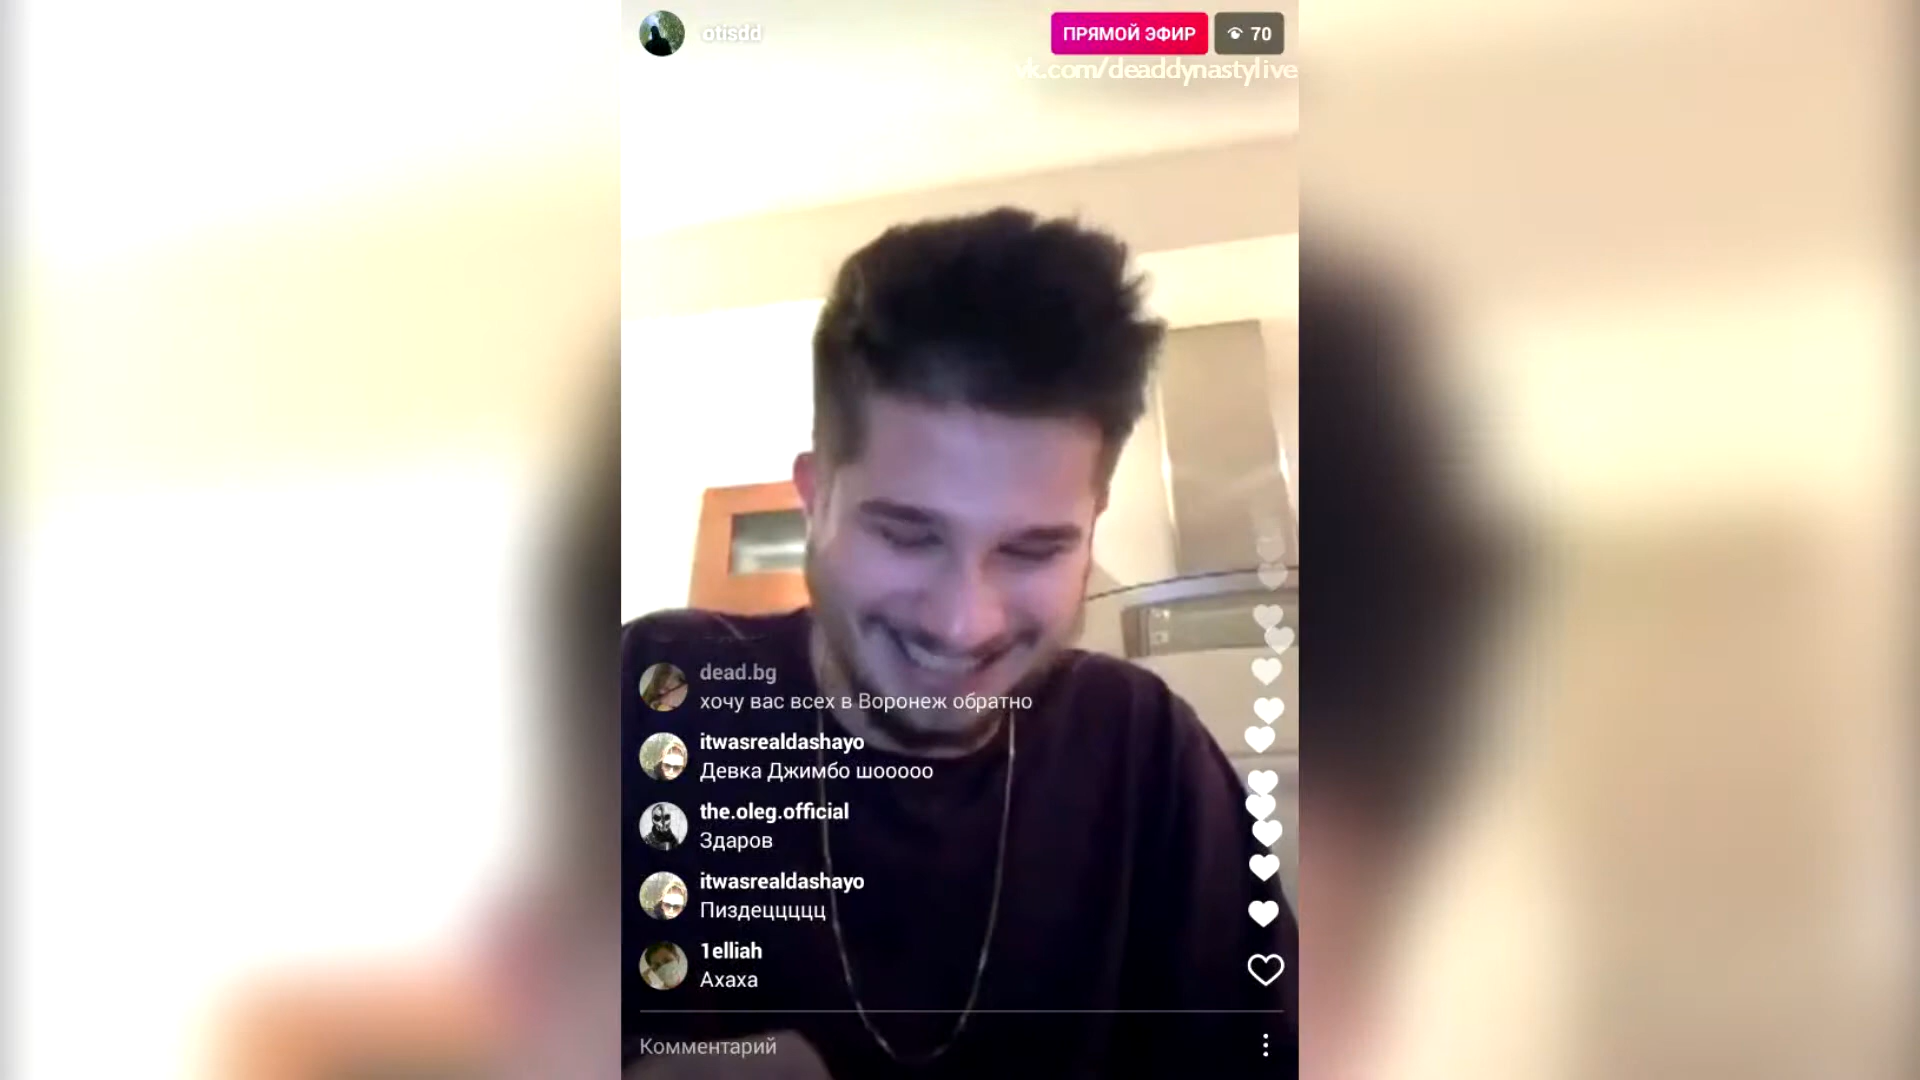 otisdd
ПРЯМОЙ ЭФИР
70
vk.com/deaddynastylive
dead.bg
хочу вас всех в Воронеж обратно
itwasrealdashayo
Девка Джимбо шооооо
the.oleg.official
Здаров
itwasrealdashayo
Пиздецcццц
1elliah
Ахаха
Комментарий